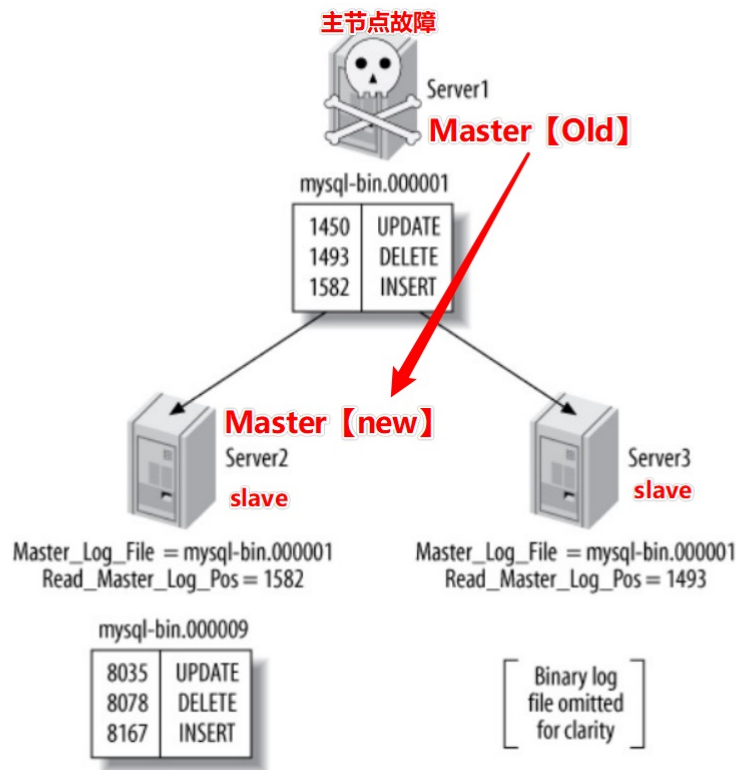 主节点故障
Server1
Master【Old】
mysql-bin.000001
1450 UPDATE
1493 DELETE
1582 INSERT
Master【new】
Server2
slave
Server3
slave
Master_Log_File = mysql-bin.000001
Read_Master_Log_Pos = 1582
Master_Log_File = mysql-bin.000001
Read_Master_Log_Pos = 1493
mysql-bin.000009
8035 UPDATE
8078 DELETE
8167 INSERT
Binary log
file omitted
for clarity